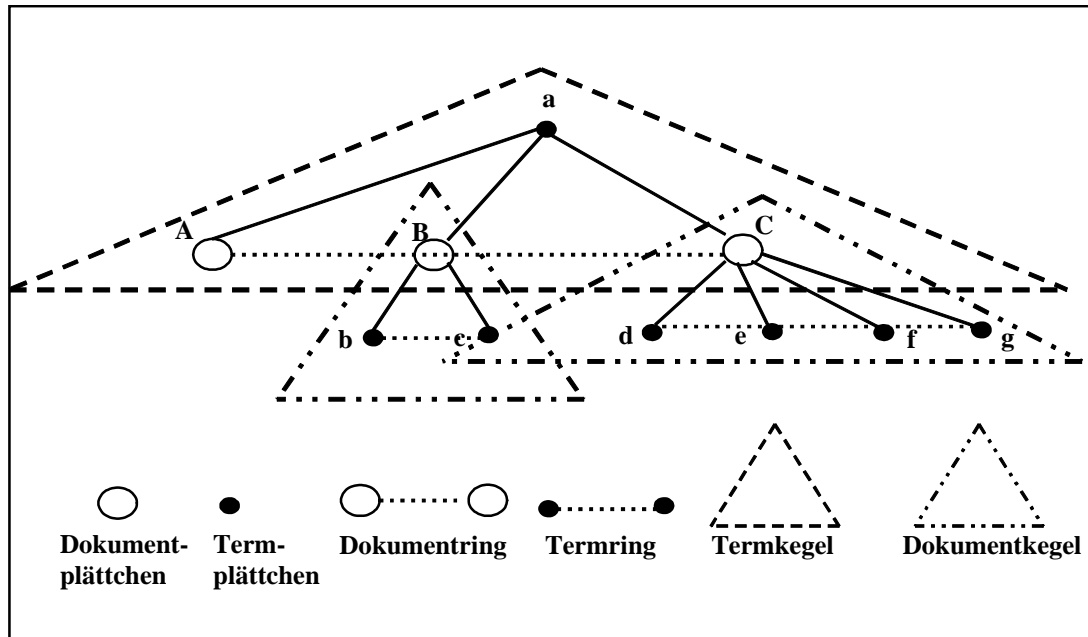 a
A
B
C
b
c
d
e
f
g
Dokument-
plättchen
Term-
plättchen
Dokumentring
Termring
Termkegel
Dokumentkegel